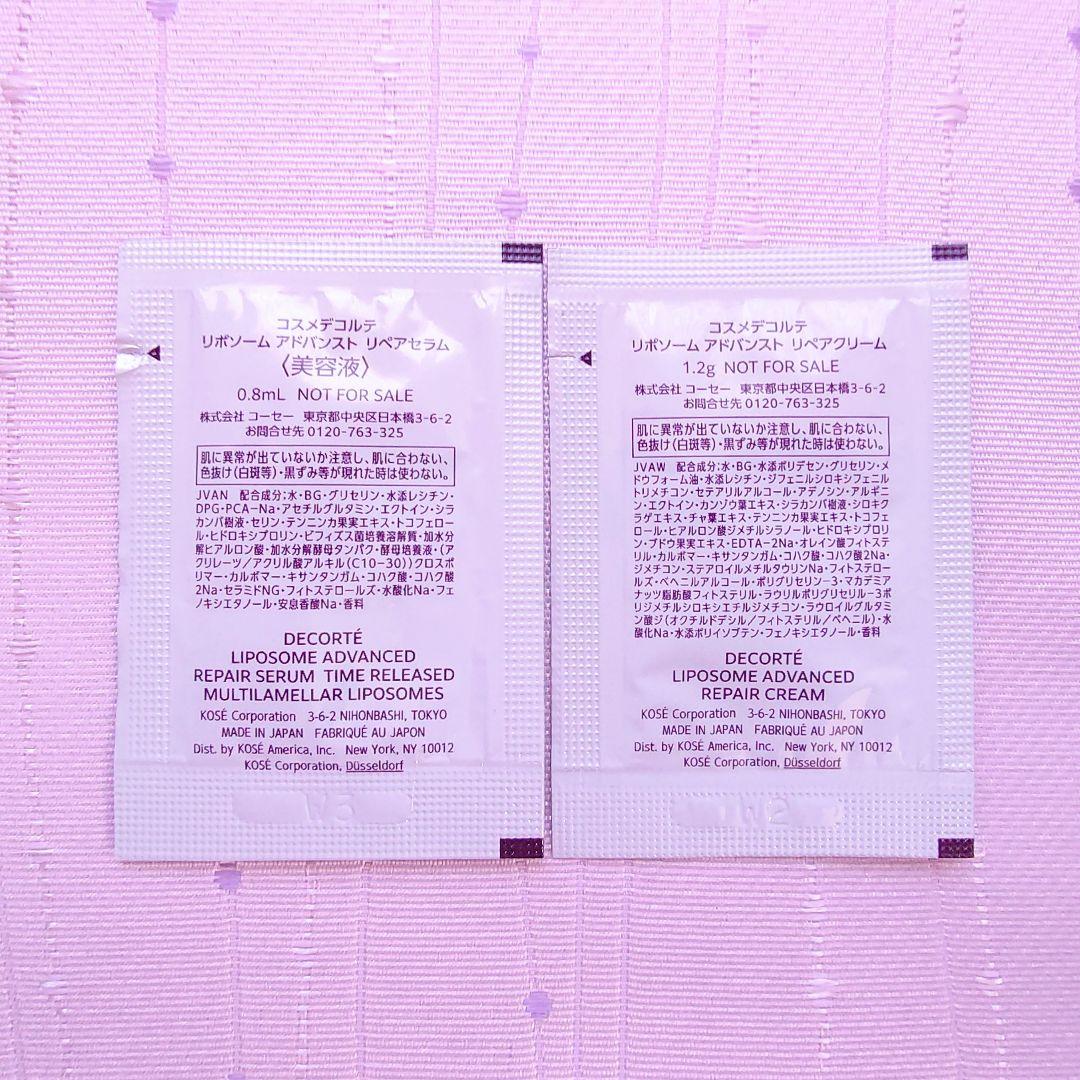 コスメデコルテ
リポソーム アドバンスト リペアセラム
〈美容液〉
0.8mL NOT FOR SALE
株式会社 コーセー 東京都中央区日本橋3-6-2
お問合せ先 0120-763-325
肌に異常が出ていないか注意し、肌に合わない、
色抜け(白斑等)・黒ずみ等が現れた時は使わない。
JVAN 配合成分:水・BG・グリセリン・水添レシチン・
DPG・PCA-Na・アセチルグルタミン・エクトイン・シラ
カンバ樹液・セリン・テンニンカ果実エキス・トコフェロー
ル・ヒドロキシプロリン・ビフィズス菌培養溶解質・加水分
解ヒアルロン酸・加水分解酵母タンパク・酵母培養液・(ア
クリレーツ/アクリル酸アルキル(C10-30))クロスポ
リマー・カルボマー・キサンタンガム・コハク酸・コハク酸
2Na・セラミドNG・フィトステロールズ・水酸化Na・フェ
ノキシエタノール・安息香酸Na・香料
DECORTÉ
LIPOSOME ADVANCED
REPAIR SERUM TIME RELEASED
MULTILAMELLAR LIPOSOMES
KOSÉ Corporation 3-6-2 NIHONBASHI, TOKYO
MADE IN JAPAN FABRIQUÉ AU JAPON
Dist. by KOSÉ America, Inc. New York, NY 10012
KOSÉ Corporation, Düsseldorf
コスメデコルテ
リポソーム アドバンスト リペアクリーム
1.2g NOT FOR SALE
株式会社 コーセー 東京都中央区日本橋3-6-2
お問合せ先 0120-763-325
肌に異常が出ていないか注意し、肌に合わない、
色抜け(白斑等)・黒ずみ等が現れた時は使わない。
JVAW 配合成分:水・BG・水添ポリデセン・グリセリン・メ
ドウフォーム油・水添レシチン・ジフェニルシロキシフェニル
トリメチコン・セテアリルアルコール・アデノシン・アルギニ
ン・エクトイン・カンゾウ葉エキス・シラカンバ樹液・シロキク
ラゲエキス・チャ葉エキス・テンニンカ果実エキス・トコフェ
ロール・ヒアルロン酸ジメチルシラノール・ヒドロキシプロリ
ン・ブドウ果実エキス・EDTA-2Na・オレイン酸フィトステ
リル・カルボマー・キサンタンガム・コハク酸・コハク酸2Na・
ジメチコン・ステアロイルメチルタウリンNa・フィトステロー
ルズ・ベヘニルアルコール・ポリグリセリン-3・マカデミア
ナッツ脂肪酸フィトステリル・ラウリルポリグリセリル-3ポ
リジメチルシロキシエチルジメチコン・ラウロイルグルタミ
ン酸ジ(オクチルドデシル/フィトステリル/ベヘニル)・水
酸化Na・水添ポリイソブテン・フェノキシエタノール・香料
DECORTÉ
LIPOSOME ADVANCED
REPAIR CREAM
KOSÉ Corporation 3-6-2 NIHONBASHI, TOKYO
MADE IN JAPAN FABRIQUÉ AU JAPON
Dist. by KOSÉ America, Inc. New York, NY 10012
KOSÉ Corporation, Düsseldorf